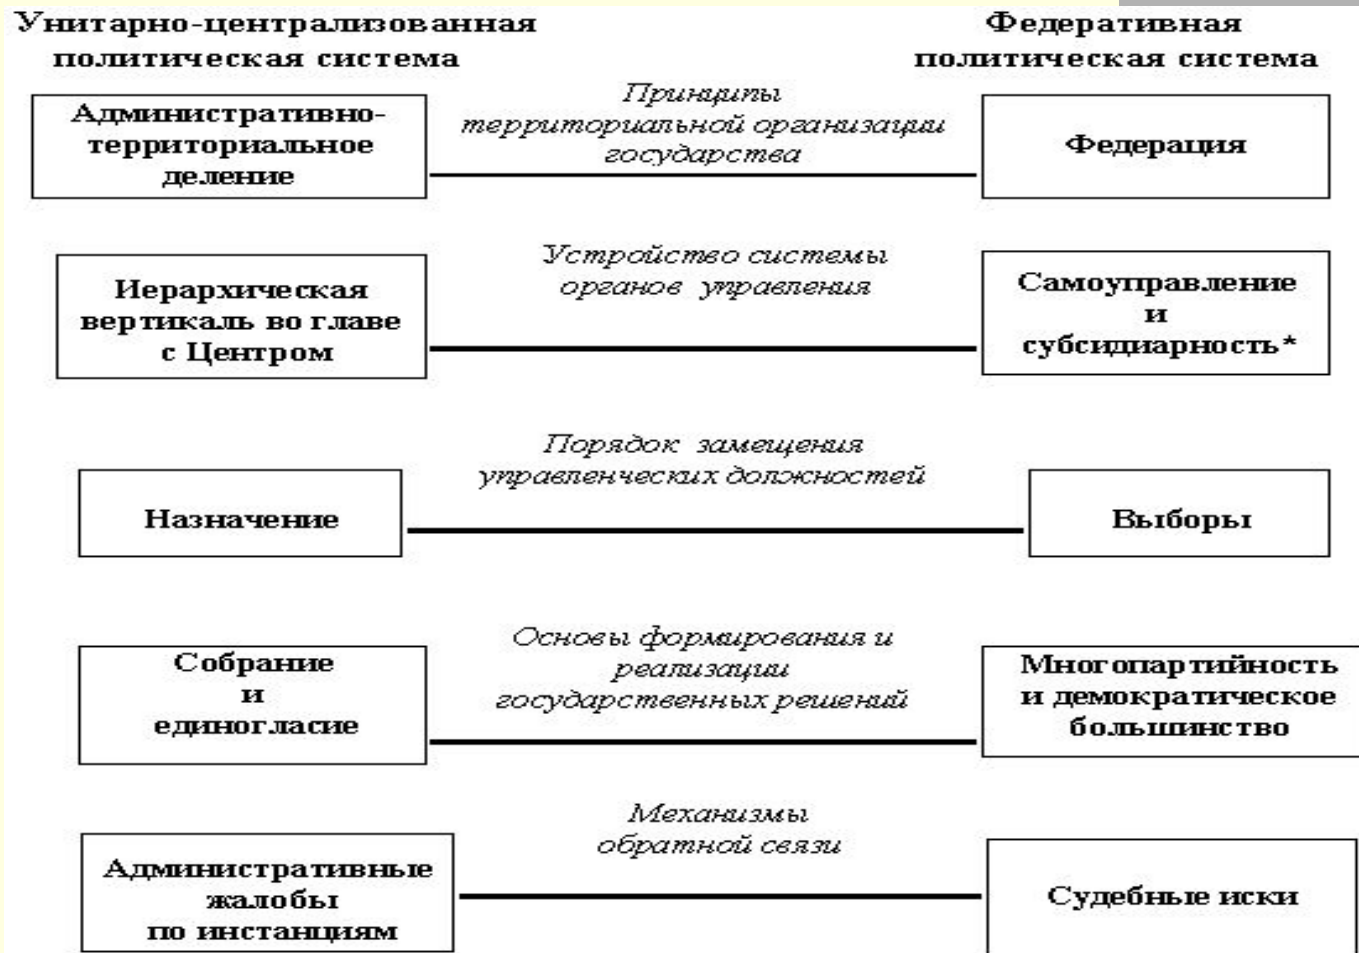 Унитарно-централизованная
политическая система
Федеративная
политическая система
Административно-
территориальное
деление
Принципы
территориальной организации
государства
Федерация
Иерархическая
вертикаль во главе
с Центром
Устройство системы
органов управления
Самоуправление
и
субсидиарность*
Назначение
Порядок замещения
управленческих должностей
Выборы
Собрание
и
единогласие
Основы формирования и
реализации
государственных решений
Многопартийность
и демократическое
большинство
Административные
жалобы
по инстанциям
Механизмы
обратной связи
Судебные иски